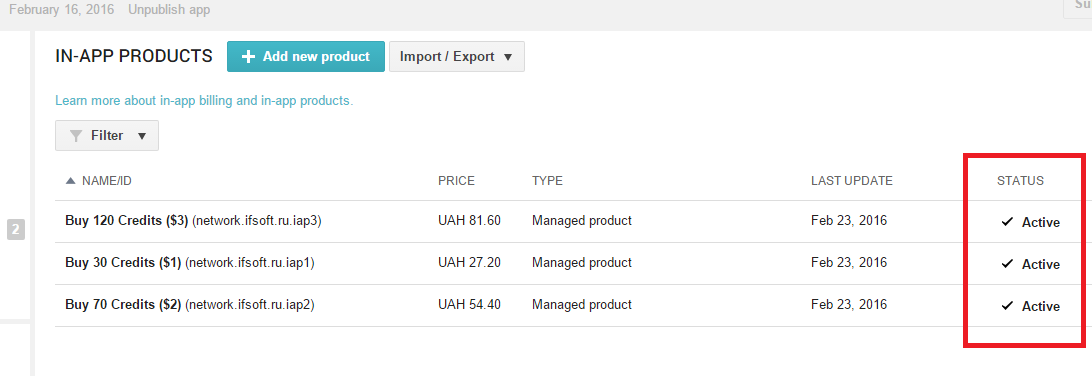 February 16, 2016 Unpublish app
Su
IN-APP PRODUCTS + Add new product Import / Export
Learn more about in-app billing and in-app products.
Filter
NAME/ID PRICE TYPE LAST UPDATE STATUS
Buy 120 Credits ($3) (network.ifsoft.ru.iap3) UAH 81.60 Managed product Feb 23, 2016 Active
2
Buy 30 Credits ($1) (network.ifsoft.ru.iap1) UAH 27.20 Managed product Feb 23, 2016 Active
Buy 70 Credits ($2) (network.ifsoft.ru.iap2) UAH 54.40 Managed product Feb 23, 2016 Active